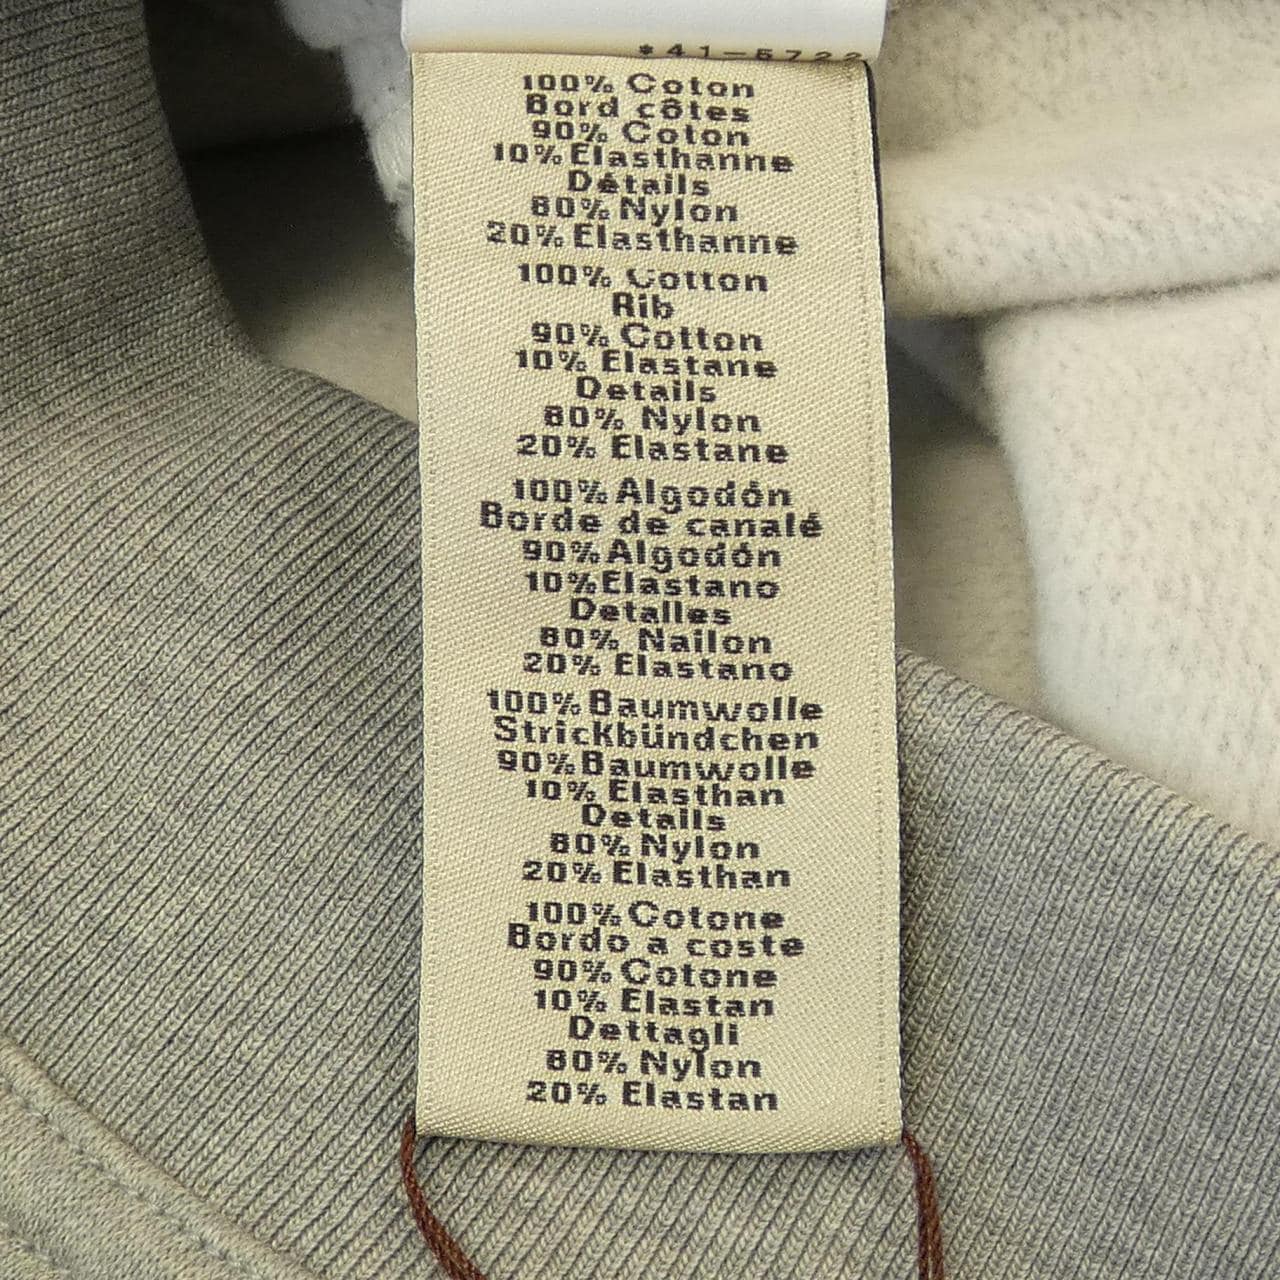 *41-5722
100% Coton
Bord côtes
90% Coton
10% Elasthanne
Détails
80% Nylon
20% Elasthanne
100% Cotton
Rib
90% Cotton
10% Elastane
Details
80% Nylon
20% Elastane
100% Algodón
Borde de canalé
90% Algodón
10% Elastano
Detalles
80% Nailon
20% Elastano
100% Baumwolle
Strickbündchen
90% Baumwolle
10% Elasthan
Details
80% Nylon
20% Elasthan
100% Cotone
Bordo a coste
90% Cotone
10% Elastan
Dettagli
80% Nylon
20% Elastan